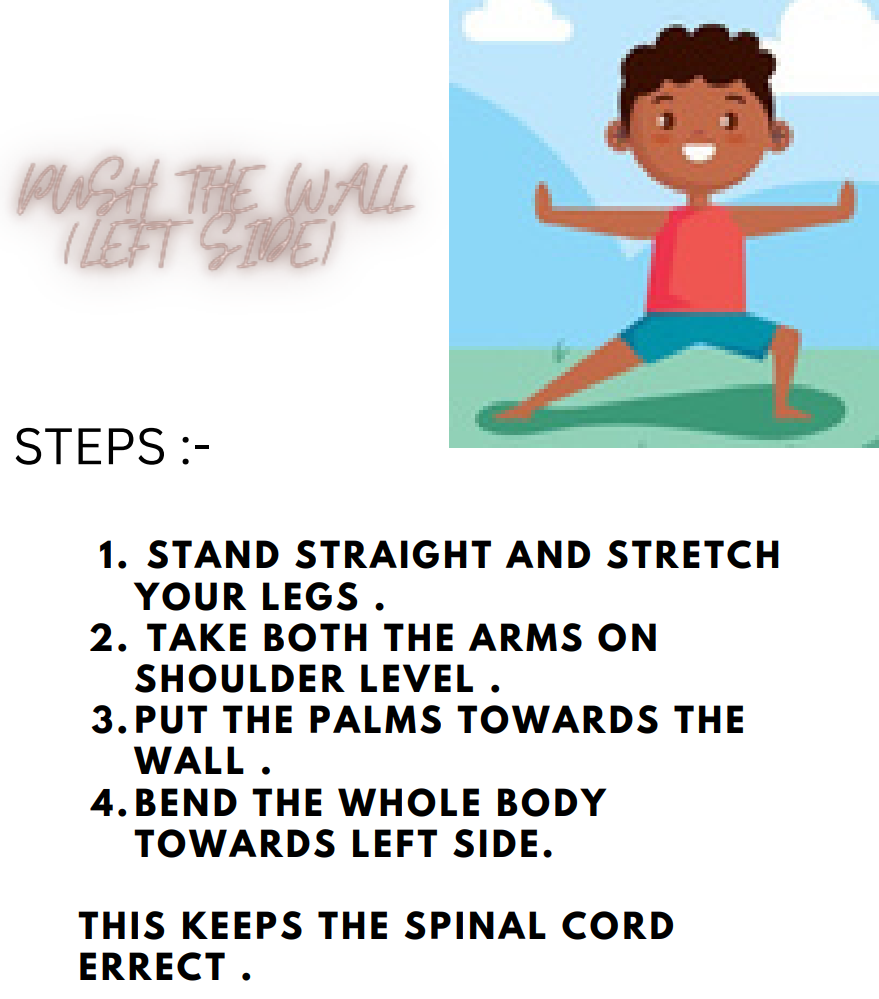 PUSH THE WALL
(LEFT SIDE)
STEPS :-
1. STAND STRAIGHT AND STRETCH
YOUR LEGS .
2. TAKE BOTH THE ARMS ON
SHOULDER LEVEL .
3. PUT THE PALMS TOWARDS THE
WALL .
4. BEND THE WHOLE BODY
TOWARDS LEFT SIDE.
THIS KEEPS THE SPINAL CORD
ERRECT .